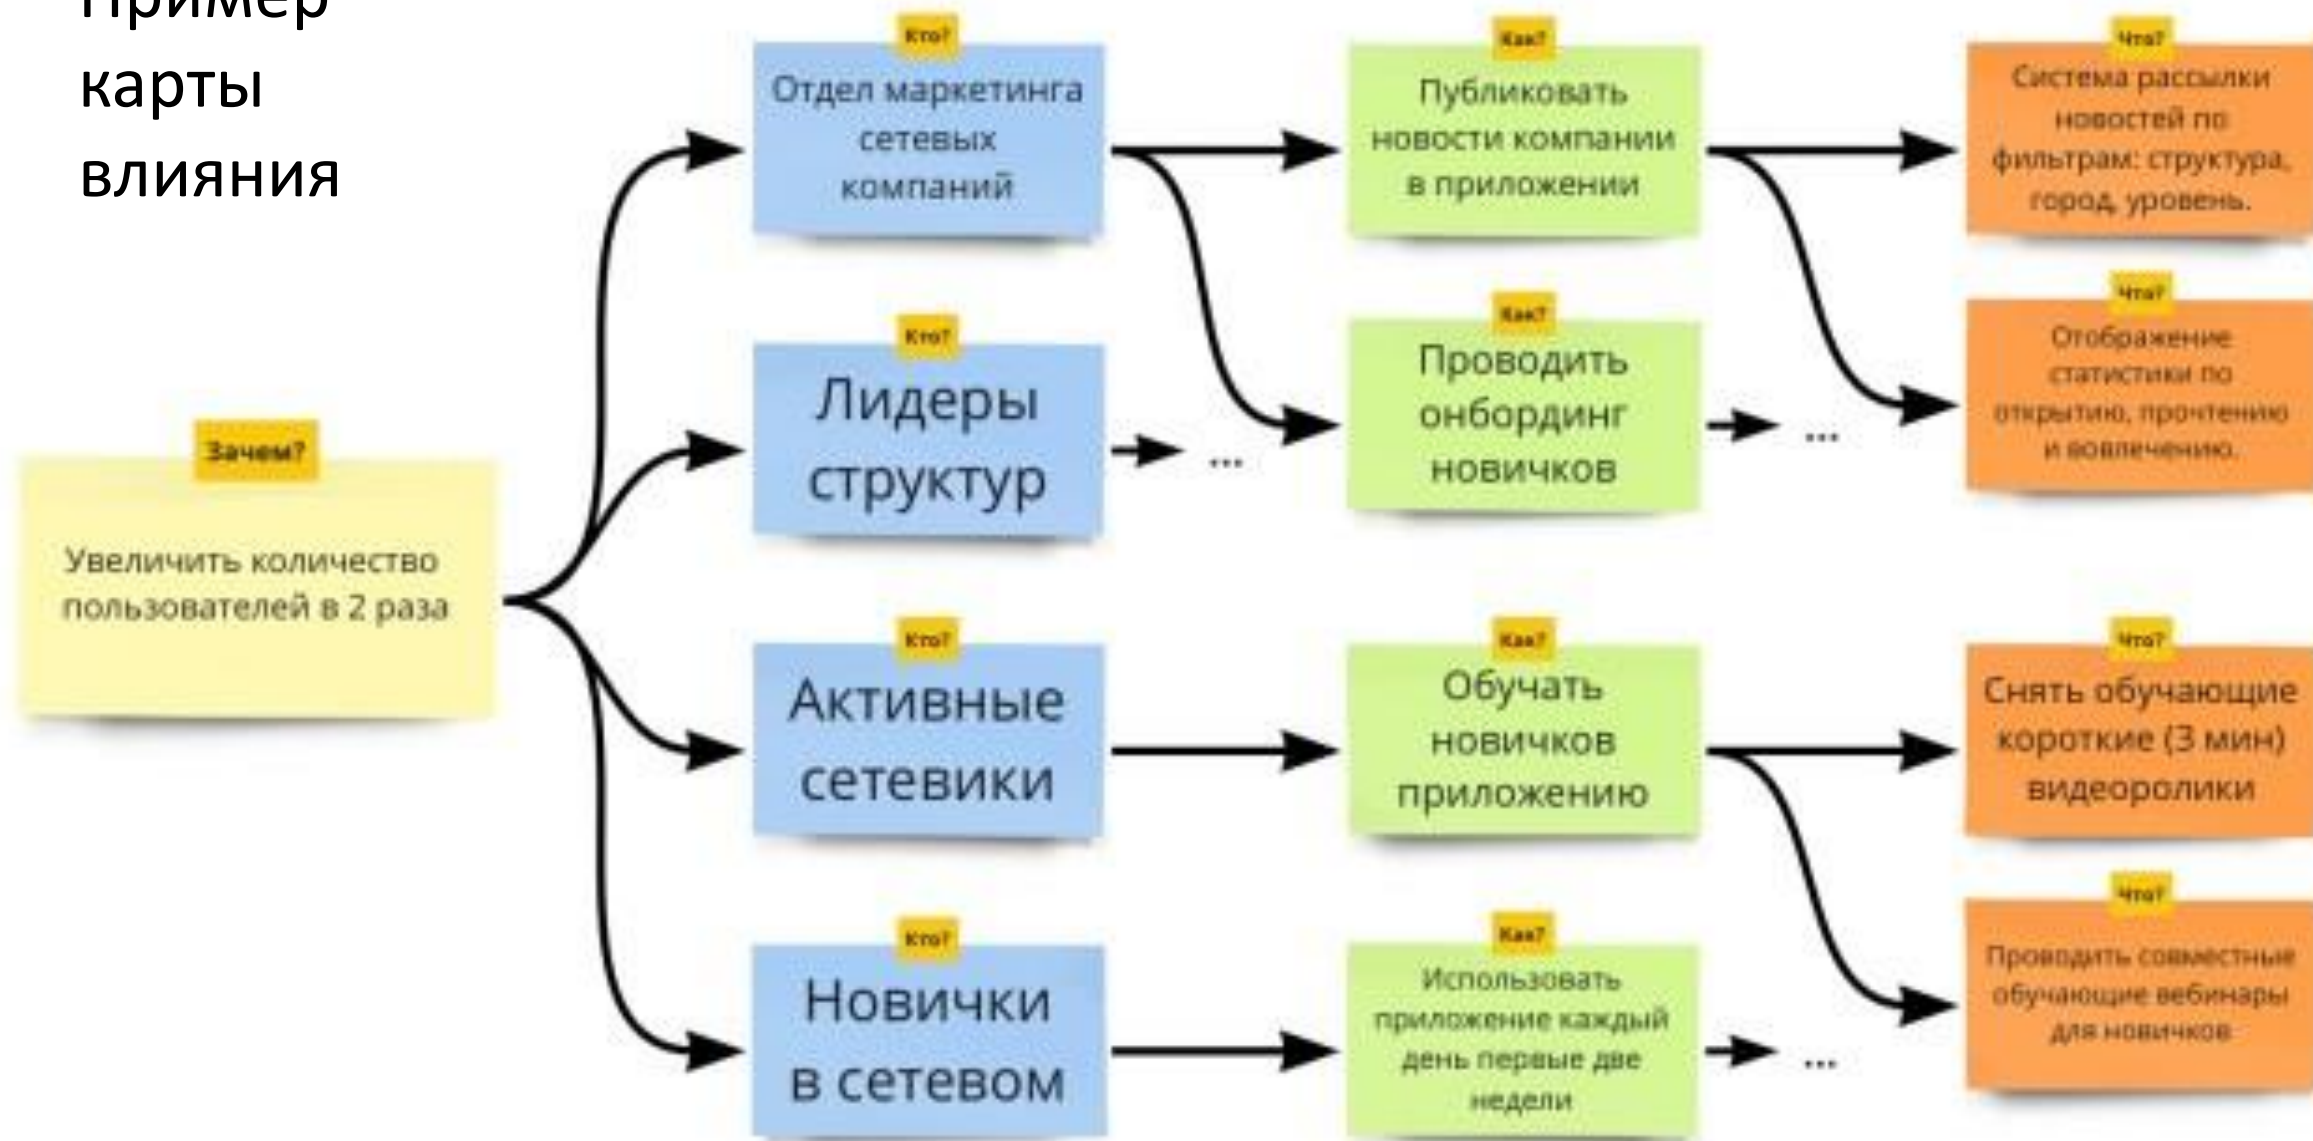 Пример
карты
влияния
Зачем?
Увеличить количество
пользователей в 2 раза
Кто?
Отдел маркетинга
сетевых
компаний
Как?
Публиковать
новости компании
в приложении
Что?
Система рассылки
новостей по
фильтрам: структура,
город, уровень.
Что?
Отображение
статистики по
открытию, прочтению
и вовлечению.
Как?
Проводить
онбординг
новичков
...
Кто?
Лидеры
структур
...
Кто?
Активные
сетевики
Как?
Обучать
новичков
приложению
Что?
Снять обучающие
короткие (3 мин)
видеоролики
Что?
Проводить совместные
обучающие вебинары
для новичков
Кто?
Новички
в сетевом
Как?
Использовать
приложение каждый
день первые две
недели
...